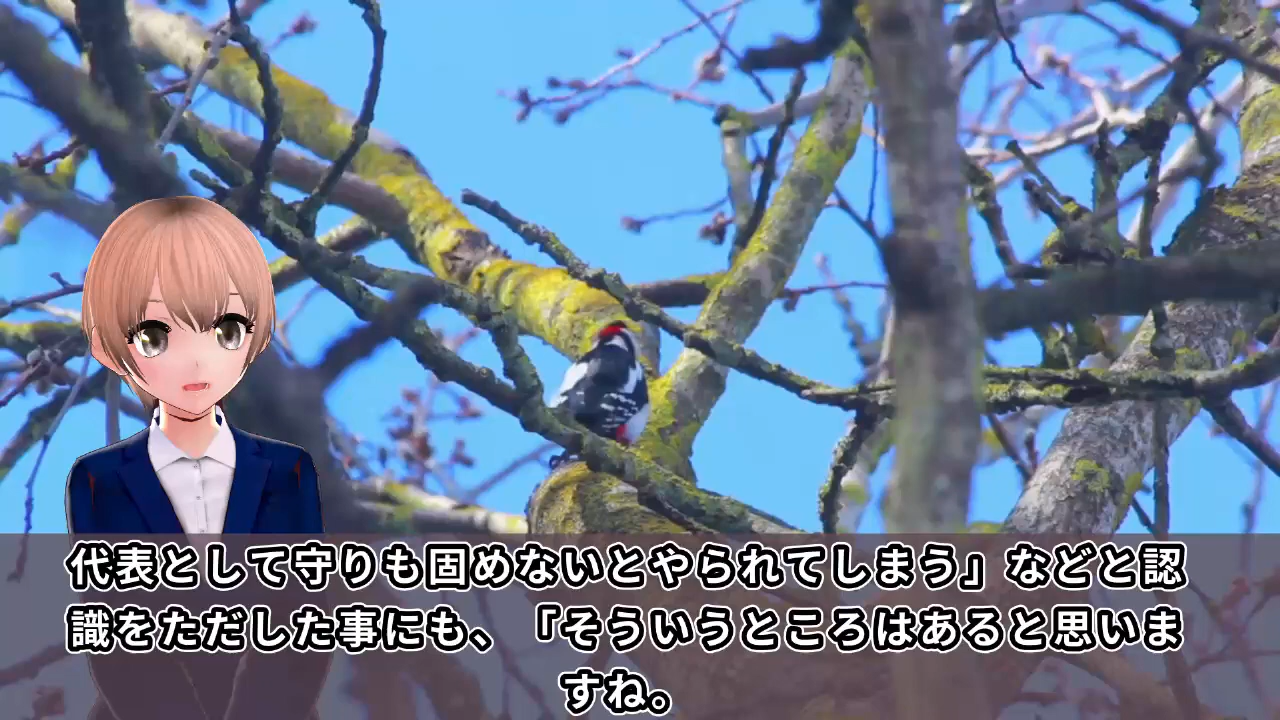 代表として守りも固めないとやられてしまう」などと認
識をただした事にも、「そういうところはあると思いま
すね。